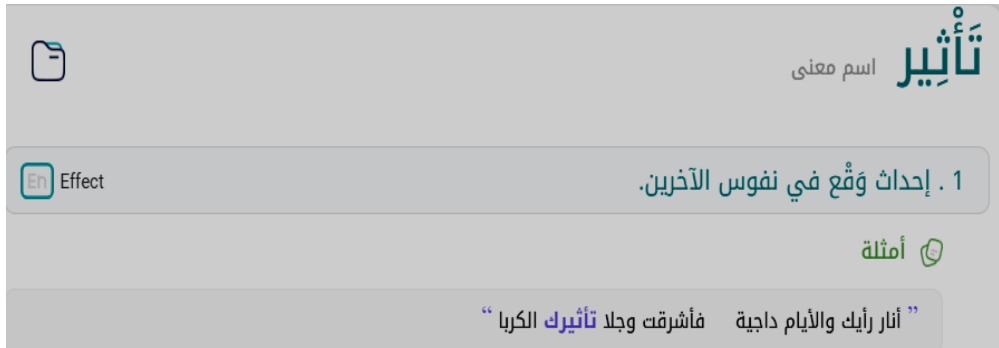 تَأْثِير اسم معنى
1 . إحداث وَقْع في نفوس الآخرين. En Effect
أمثلة
” أنار رأيك والأيام داجية فأشرقت وجلا تأثيرك الكربا “